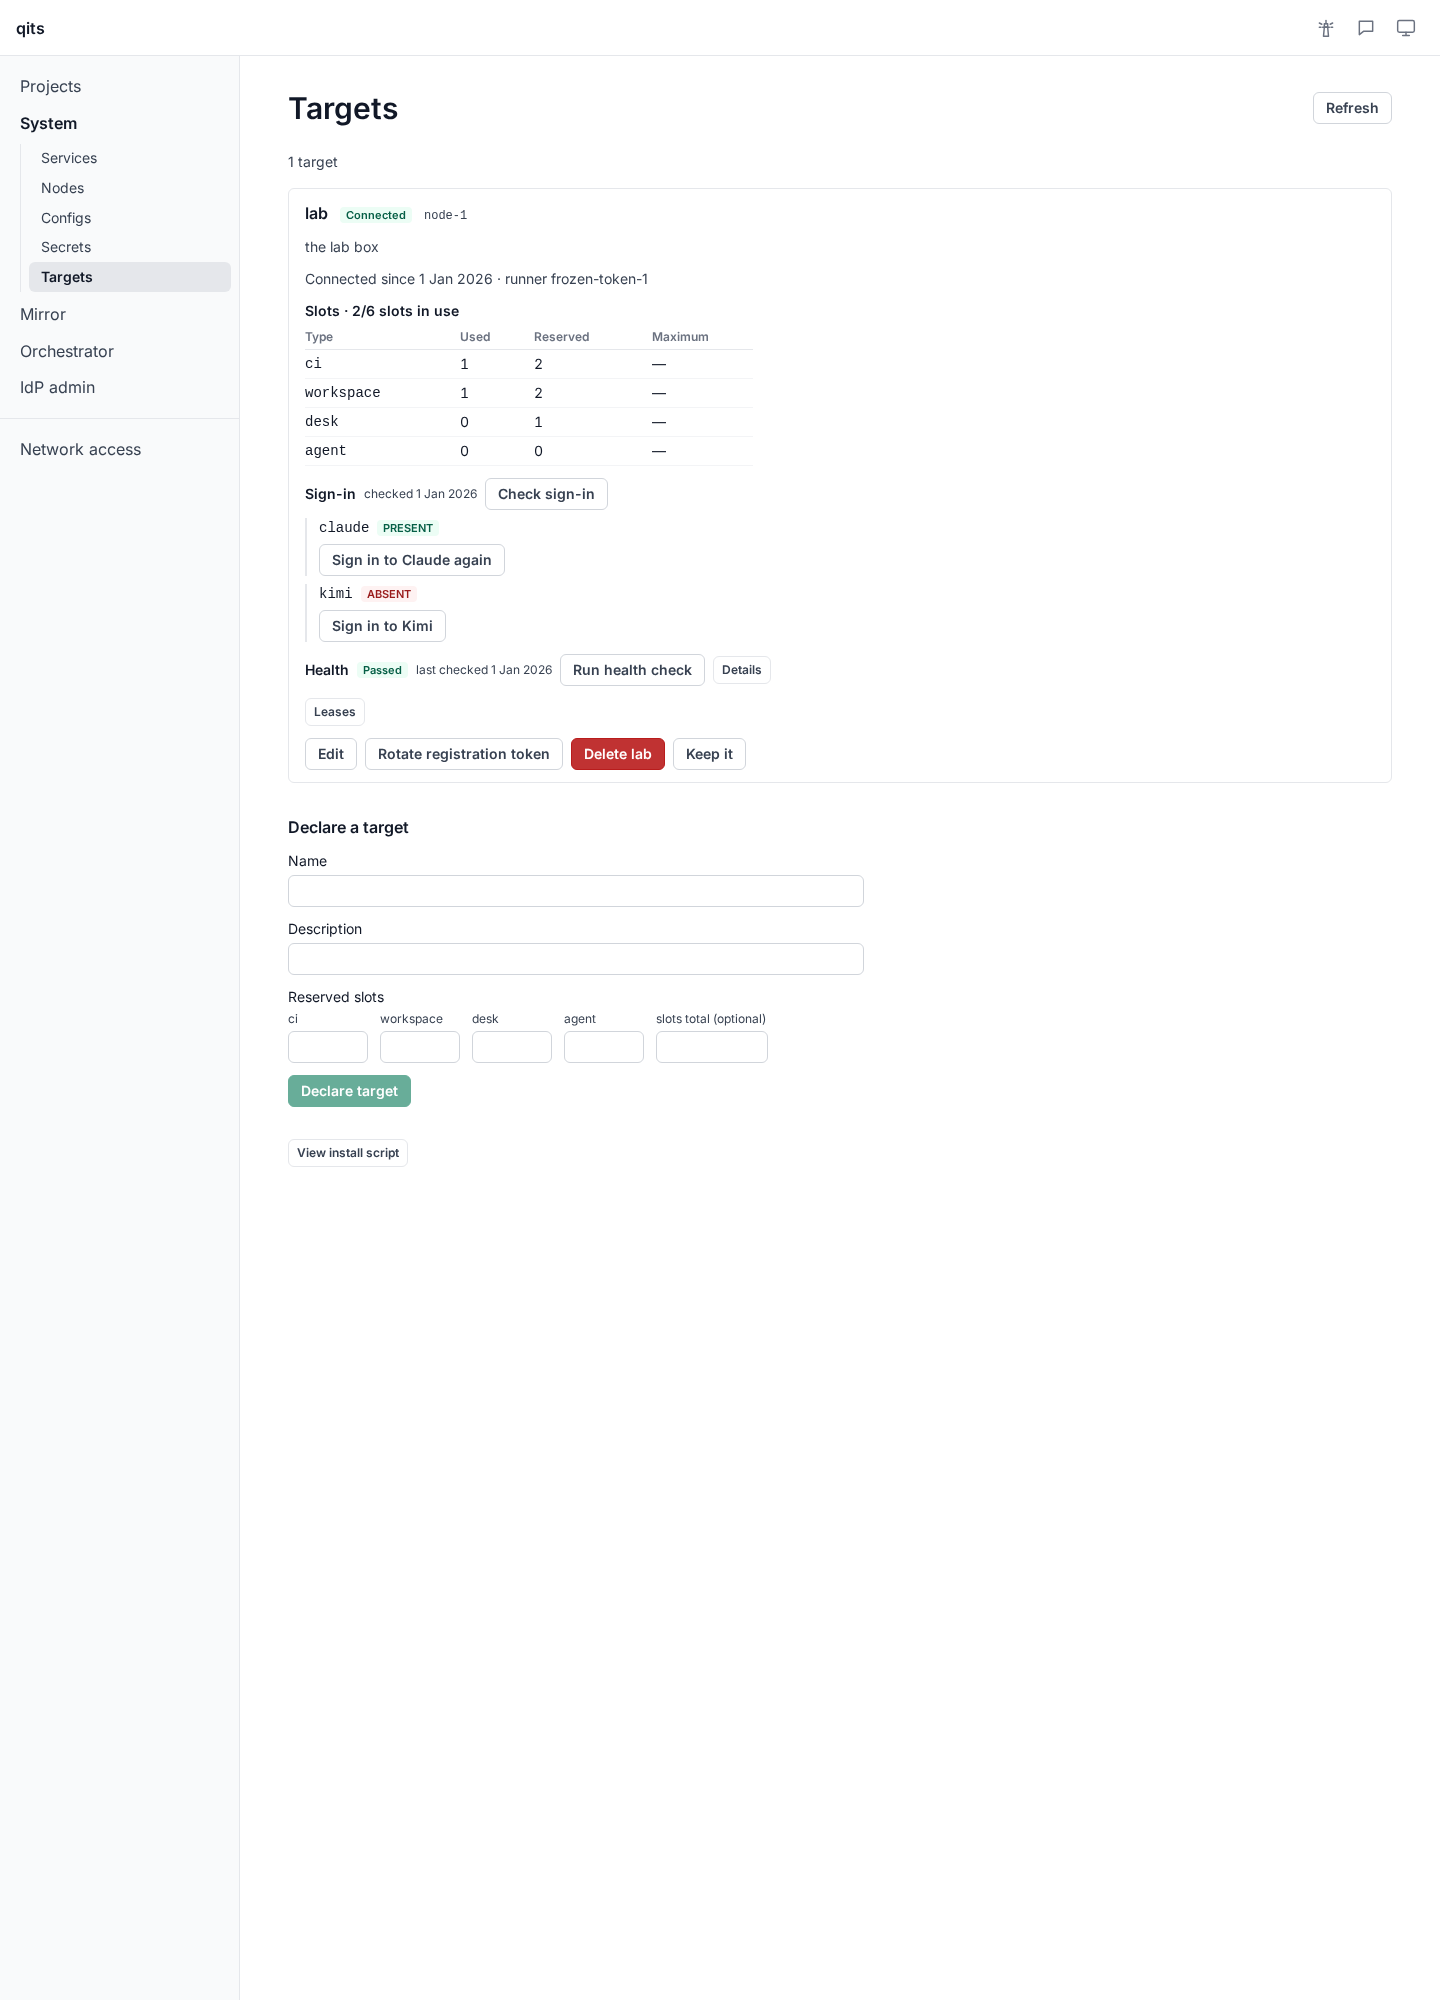 qits
Projects
System
Services
Nodes
Configs
Secrets
Targets
Mirror
Orchestrator
IdP admin
Network access
Targets
Refresh
1 target
lab Connected node-1
the lab box
Connected since 1 Jan 2026 · runner frozen-token-1
Slots · 2/6 slots in use
Type Used Reserved Maximum
ci 1 2 —
workspace 1 2 —
desk 0 1 —
agent 0 0 —
Sign-in checked 1 Jan 2026 Check sign-in
claude PRESENT
Sign in to Claude again
kimi ABSENT
Sign in to Kimi
Health Passed last checked 1 Jan 2026 Run health check Details
Leases
Edit Rotate registration token Delete lab Keep it
Declare a target
Name
Description
Reserved slots
ci workspace desk agent slots total (optional)
Declare target
View install script